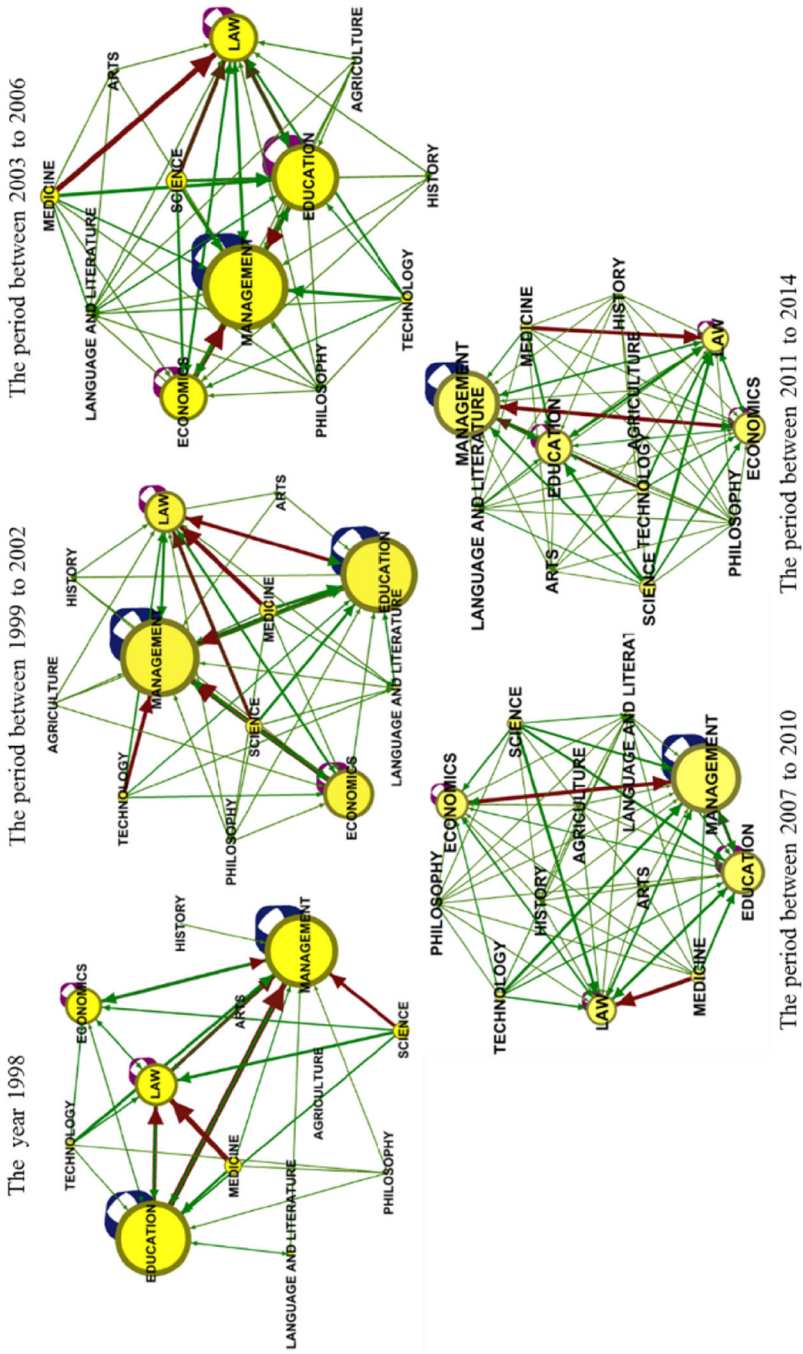 The year 1998
TECHNOLOGY
ECONOMICS
EDUCATION
LAW
HISTORY
MEDICINE
ARTS
LANGUAGE AND LITERATURE
MANAGEMENT
AGRICULTURE
PHILOSOPHY
SCIENCE
The period between 1999 to 2002
AGRICULTURE
HISTORY
TECHNOLOGY
MANAGEMENT
LAW
PHILOSOPHY
SCIENCE
MEDICINE
ARTS
ECONOMICS
LANGUAGE AND LITERATURE
EDUCATION
The period between 2003 to 2006
MEDICINE
LANGUAGE AND LITERATURE
ARTS
SCIENCE
ECONOMICS
LAW
MANAGEMENT
EDUCATION
PHILOSOPHY
AGRICULTURE
TECHNOLOGY
HISTORY
PHILOSOPHY
ECONOMICS
TECHNOLOGY
SCIENCE
HISTORY
AGRICULTURE
LAW
ARTS
LANGUAGE AND LITERAT
MEDICINE
MANAGEMENT
EDUCATION
The period between 2007 to 2010
LANGUAGE AND LITERATURE
MANAGEMENT
MEDICINE
ARTS
EDUCATION
HISTORY
SCIENCE
TECHNOLOGY
AGRICULTURE
LAW
PHILOSOPHY
ECONOMICS
The period between 2011 to 2014